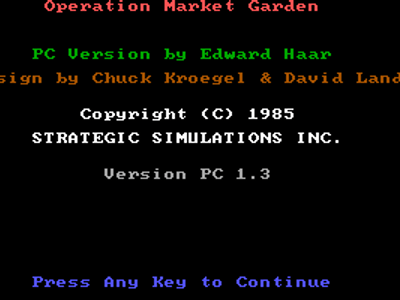 Operation Market Garden
PC Version by Edward Haar
sign by Chuck Kroegel & David Land
Copyright (C) 1985
STRATEGIC SIMULATIONS INC.
Version PC 1.3
Press Any Key to Continue